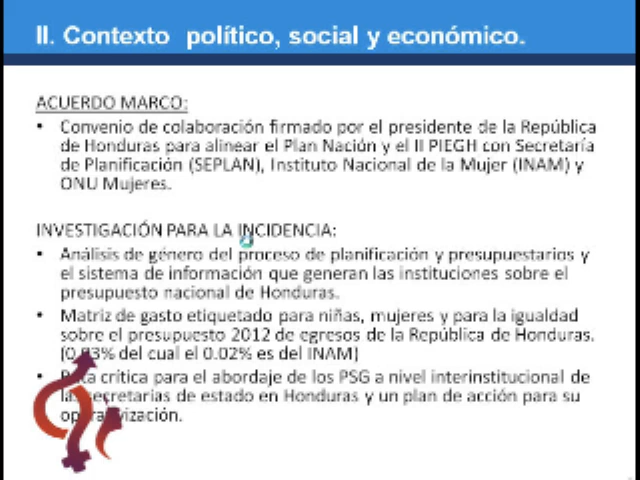 II. Contexto político, social y económico.
ACUERDO MARCO:
• Convenio de colaboración firmado por el presidente de la República
de Honduras para alinear el Plan Nación y el II PIEGH con Secretaría
de Planificación (SEPLAN), Instituto Nacional de la Mujer (INAM) y
ONU Mujeres.
INVESTIGACIÓN PARA LA INCIDENCIA:
• Análisis de género del proceso de planificación y presupuestarios y
el sistema de información que generan las instituciones sobre el
presupuesto nacional de Honduras.
• Matriz de gasto etiquetado para niñas, mujeres y para la igualdad
sobre el presupuesto 2012 de egresos de la República de Honduras.
del cual el 0.02% es del INAM)
• crítica para el abordaje de los PSG a nivel interinstitucional de
secretarías de estado en Honduras y un plan de acción para su